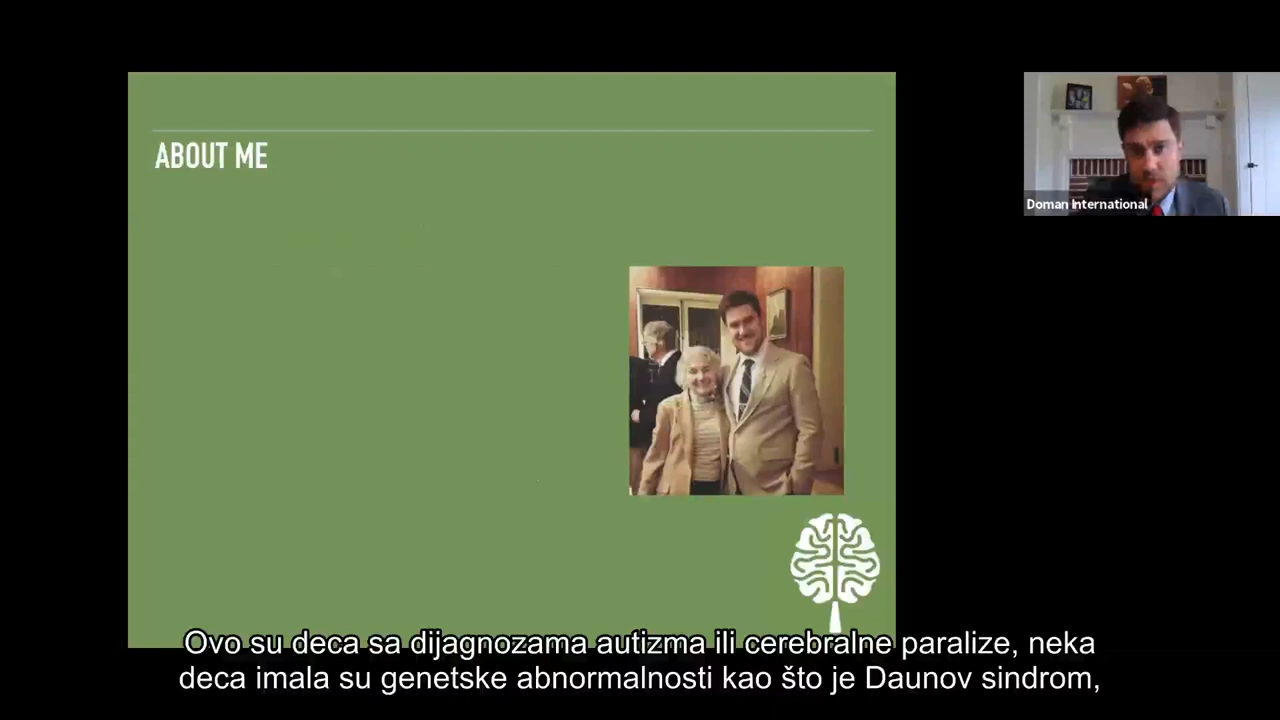 ABOUT ME
Doman International
Ovo su deca sa dijagnozama autizma ili cerebralne paralize, neka
deca imala su genetske abnormalnosti kao što je Daunov sindrom,